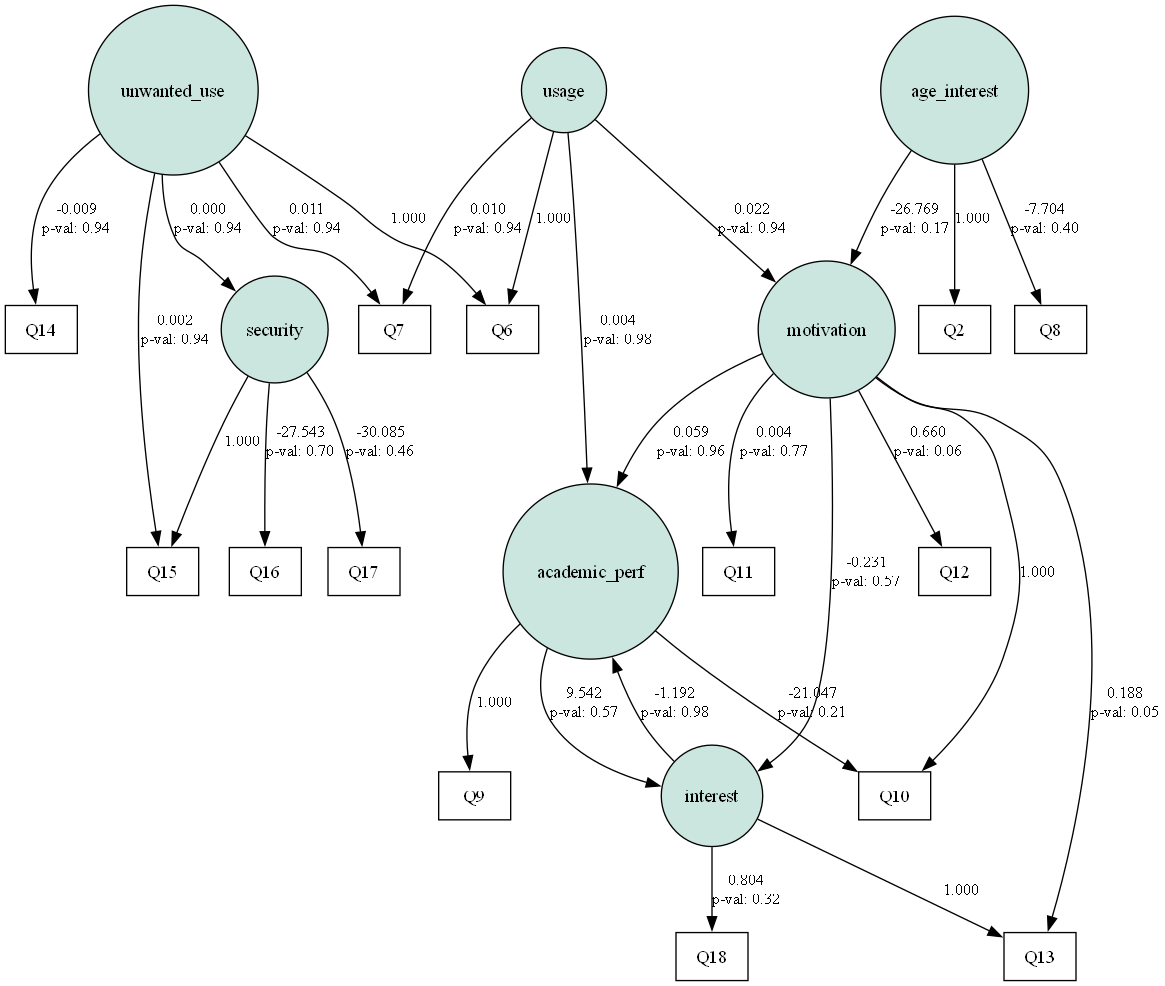 unwanted_use
usage
age_interest
-0.009
p-val: 0.94
0.000
p-val: 0.94
0.011
p-val: 0.94
1.000
0.010
p-val: 0.94
1.000
0.022
p-val: 0.94
-26.769
p-val: 0.17
1.000
-7.704
p-val: 0.40
Q14
security
Q7
Q6
motivation
Q2
Q8
0.002
p-val: 0.94
0.004
p-val: 0.98
1.000
-27.543
p-val: 0.70
-30.085
p-val: 0.46
0.059
p-val: 0.96
0.004
p-val: 0.77
0.660
p-val: 0.06
Q15
Q16
Q17
academic_perf
Q11
-0.231
p-val: 0.57
Q12
1.000
1.000
9.542
p-val: 0.57
-1.192
p-val: 0.98
-21.047
p-val: 0.21
0.188
p-val: 0.05
Q9
interest
Q10
0.804
p-val: 0.32
1.000
Q18
Q13